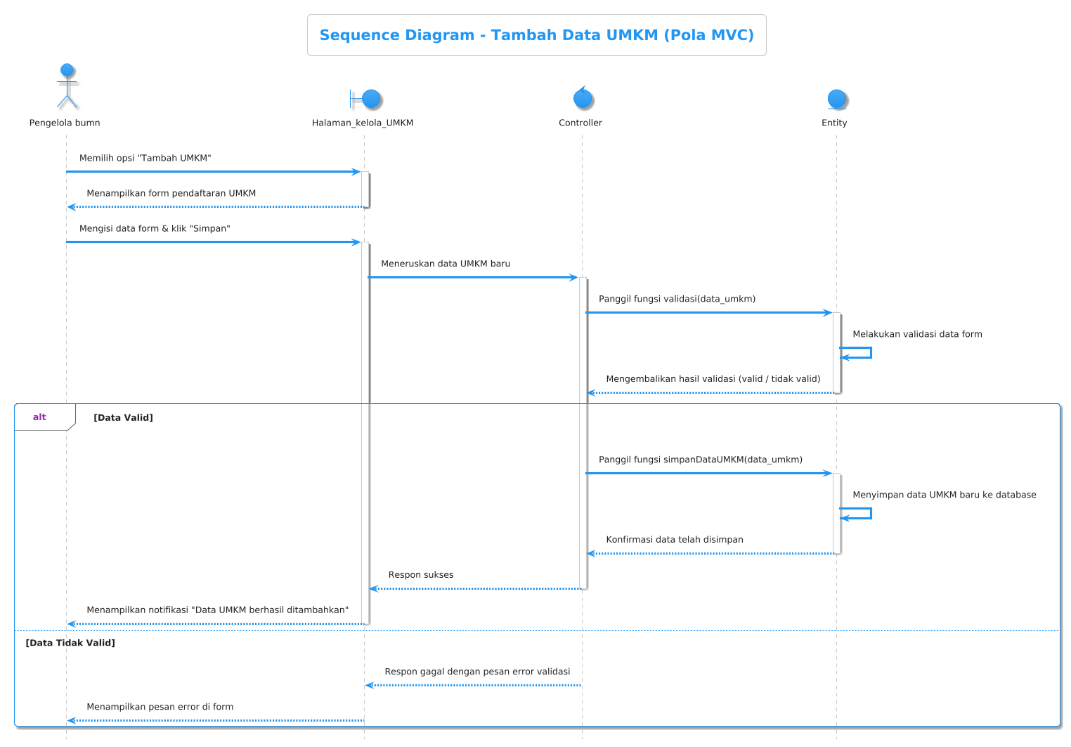 Sequence Diagram - Tambah Data UMKM (Pola MVC)
Pengelola bumn
Halaman_kelola_UMKM
Controller
Entity
Memilih opsi "Tambah UMKM"
Menampilkan form pendaftaran UMKM
Mengisi data form & klik "Simpan"
Meneruskan data UMKM baru
Panggil fungsi validasi(data_umkm)
Melakukan validasi data form
Mengembalikan hasil validasi (valid / tidak valid)
alt
[Data Valid]
Panggil fungsi simpanDataUMKM(data_umkm)
Menyimpan data UMKM baru ke database
Konfirmasi data telah disimpan
Respon sukses
Menampilkan notifikasi "Data UMKM berhasil ditambahkan"
[Data Tidak Valid]
Respon gagal dengan pesan error validasi
Menampilkan pesan error di form